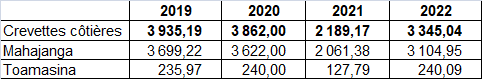 2019 2020 2021 2022
Crevettes côtières 3 935,19 3 862,00 2 189,17 3 345,04
Mahajanga 3 699,22 3 622,00 2 061,38 3 104,95
Toamasina 235,97 240,00 127,79 240,09